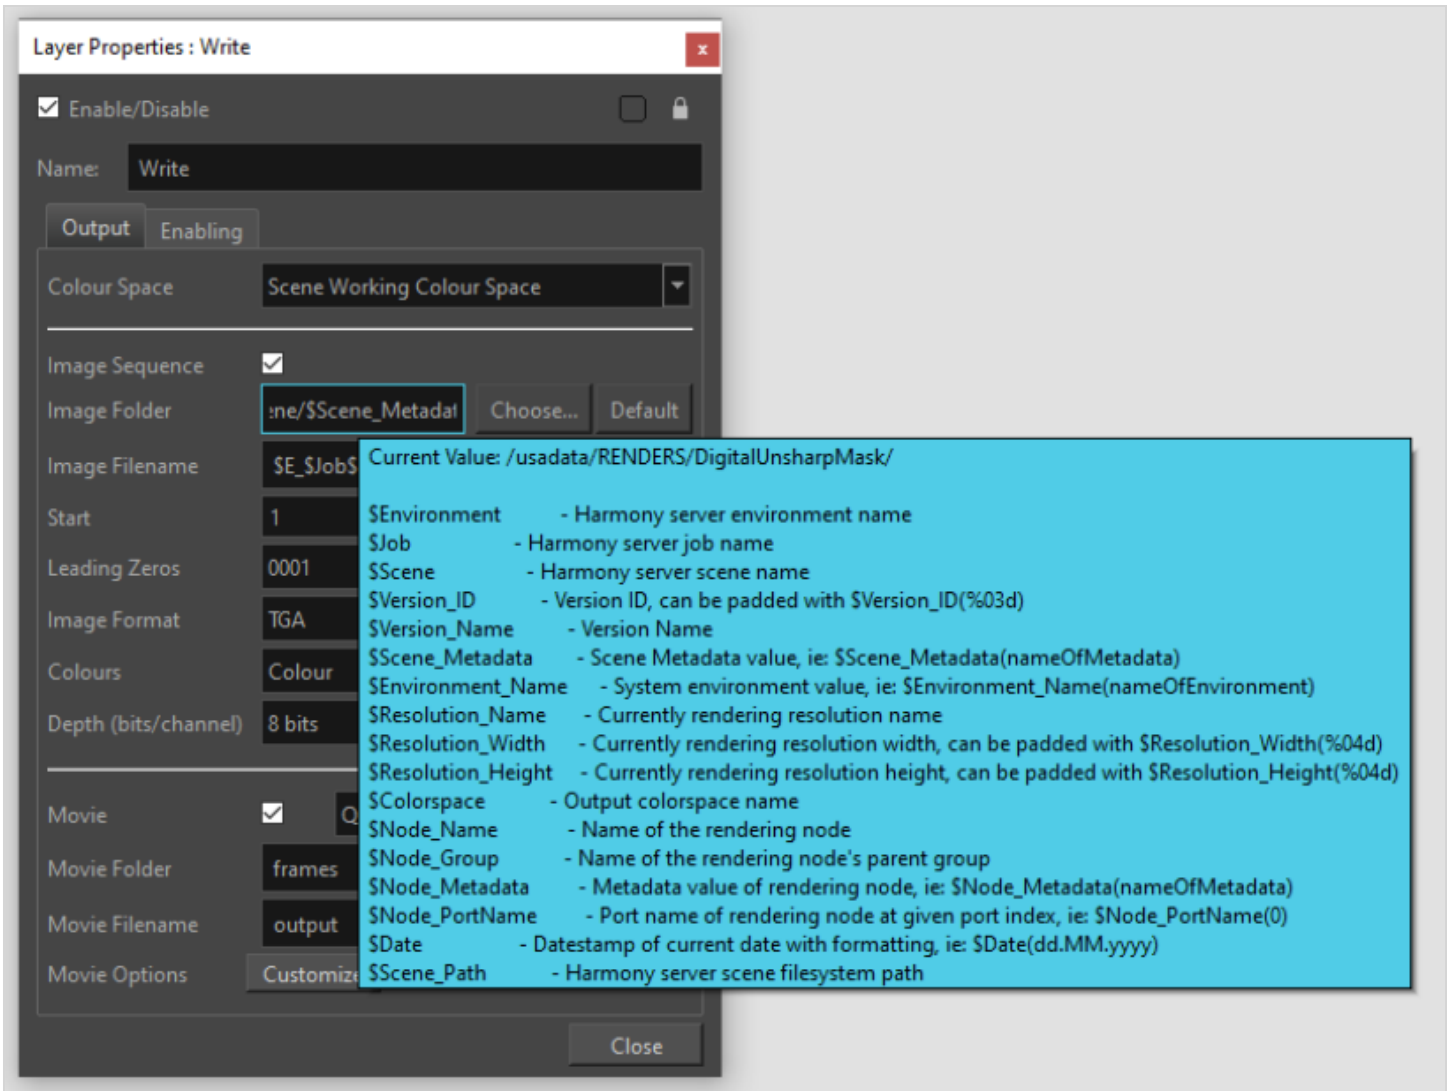 Layer Properties : Write
x
Enable/Disable
Name: Write
Output Enabling
Colour Space Scene Working Colour Space
Image Sequence
Image Folder ene/$Scene_Metadat Choose... Default
Image Filename $E_$Job$
Start 1
Leading Zeros 0001
Image Format TGA
Colours Colour
Depth (bits/channel) 8 bits
Movie Q
Movie Folder frames
Movie Filename output
Movie Options Customize
Current Value: /usadata/RENDERS/DigitalUnsharpMask/
$Environment - Harmony server environment name
$Job - Harmony server job name
$Scene - Harmony server scene name
$Version_ID - Version ID, can be padded with $Version_ID(%03d)
$Version_Name - Version Name
$Scene_Metadata - Scene Metadata value, ie: $Scene_Metadata(nameOfMetadata)
$Environment_Name - System environment value, ie: $Environment_Name(nameOfEnvironment)
$Resolution_Name - Currently rendering resolution name
$Resolution_Width - Currently rendering resolution width, can be padded with $Resolution_Width(%04d)
$Resolution_Height - Currently rendering resolution height, can be padded with $Resolution_Height(%04d)
$Colorspace - Output colorspace name
$Node_Name - Name of the rendering node
$Node_Group - Name of the rendering node's parent group
$Node_Metadata - Metadata value of rendering node, ie: $Node_Metadata(nameOfMetadata)
$Node_PortName - Port name of rendering node at given port index, ie: $Node_PortName(0)
$Date - Datestamp of current date with formatting, ie: $Date(dd.MM.yyyy)
$Scene_Path - Harmony server scene filesystem path
Close